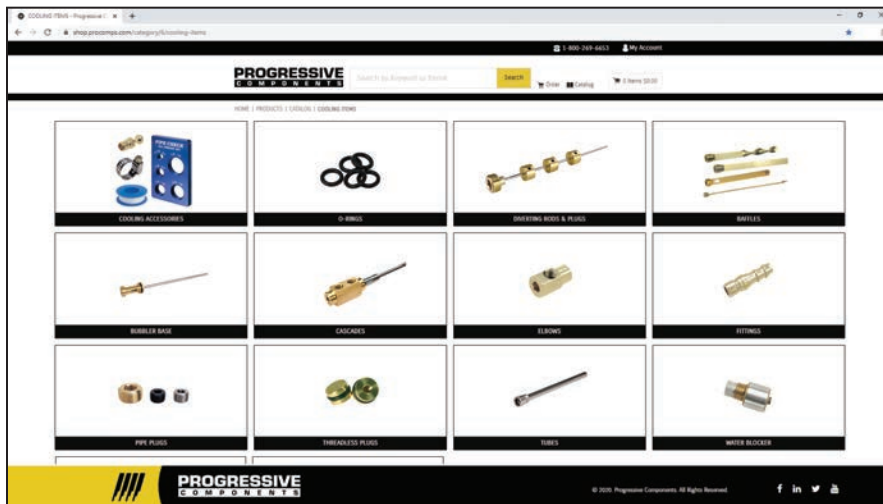 COOLING ITEMS - Progressive C
shop.procomps.com/category/6/cooling-items
1-800-269-6653 My Account
PROGRESSIVE
COMPONENTS
Search by Keyword or Item#
Search
Order Catalog
0 Items $0.00
HOME | PRODUCTS | CATALOG | COOLING ITEMS
PIPE CHECK
COOLING ACCESSORIES
O-RINGS
DIVERTING RODS & PLUGS
BAFFLES
BUBBLER BASE
CASCADES
ELBOWS
FITTINGS
PIPE PLUGS
THREADLESS PLUGS
TUBES
WATER BLOCKER
PROGRESSIVE
COMPONENTS
© 2020. Progressive Components. All Rights Reserved.